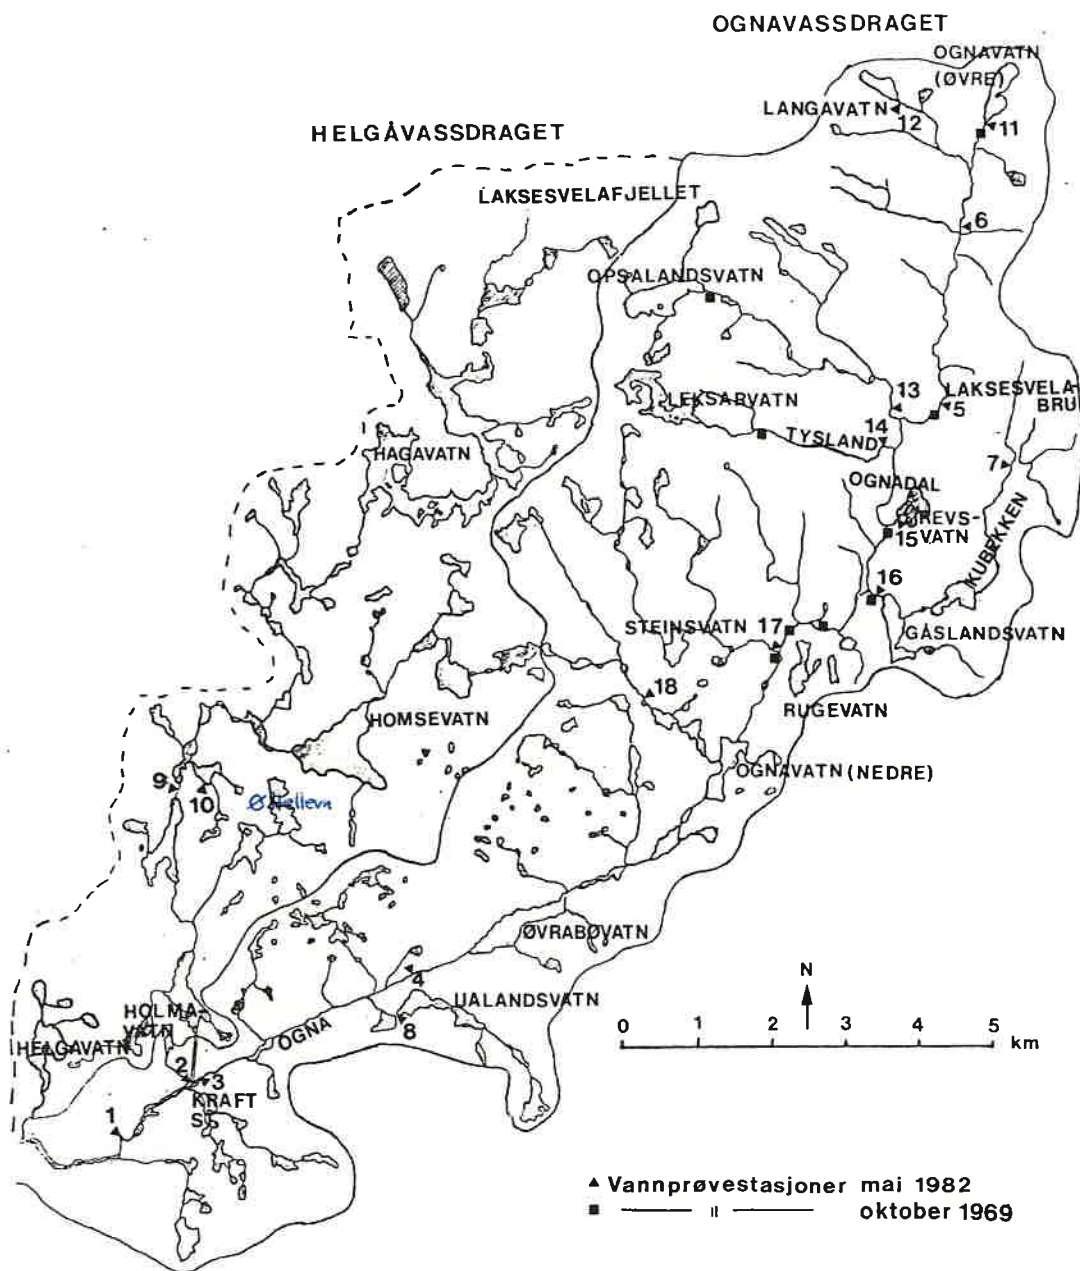 OGNAVASSDRAGET
OGNAVATN
(ØVRE)
LANGAVATN
12
11
HELGÅVASSDRAGET
LAKSESVELAFJELLET
6
OPSALANDSVATN
13
LAKSESVELA-
BRU
5
LEKSARVATN
14
TYSLAND
HAGAVATN
7
OGNADAL
REVS-
VATN
15
KUBEKKEN
16
STEINSVATN
17
GÅSLANDSVATN
18
RUGEVATN
HOMSEVATN
OGNAVATN (NEDRE)
9
10
Ø
ØVRABØVATN
4
UALANDSVATN
N
HOLMA-
VATN
HELGAVATN
OGNA
8
0 1 2 3 4 5
km
2
3
KRAFT
S
1
▲ Vannprøvestasjoner mai 1982
■ —— " —— oktober 1969